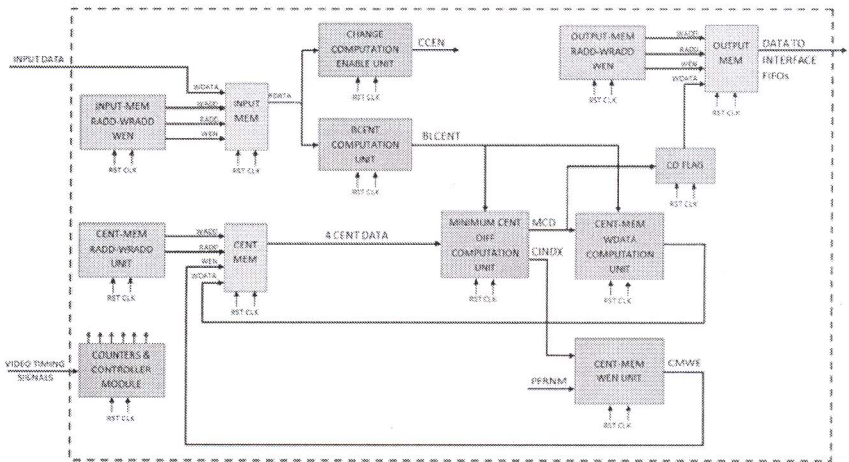 CHANGE
COMPUTATION
ENABLE UNIT
RST CLK
CCEN
INPUT DATA
WDATA
INPUT-MEM
RADD-WRADD
WEN
RST CLK
WADD
RADD
WEN
INPUT
MEM
RST CLK
RDATA
BCENT
COMPUTATION
UNIT
RST CLK
BLCENT
OUTPUT-MEM
RADD-WRADD
WEN
RST CLK
WADD
RADD
WEN
WDATA
OUTPUT
MEM
RST CLK
DATA TO
INTERFACE
FIFOs
CD FLAG
RST CLK
CENT-MEM
RADD-WRADD
UNIT
RST CLK
WADD
RADD
WEN
WDATA
CENT
MEM
RST CLK
4 CENT DATA
MINIMUM CENT
DIFF
COMPUTATION
UNIT
RST CLK
MCD
CINDX
CENT-MEM
WDATA
COMPUTATION
UNIT
RST CLK
VIDEO TIMING
SIGNALS
COUNTERS &
CONTROLLER
MODULE
RST CLK
PERNM
CENT-MEM
WEN UNIT
RST CLK
CMWE